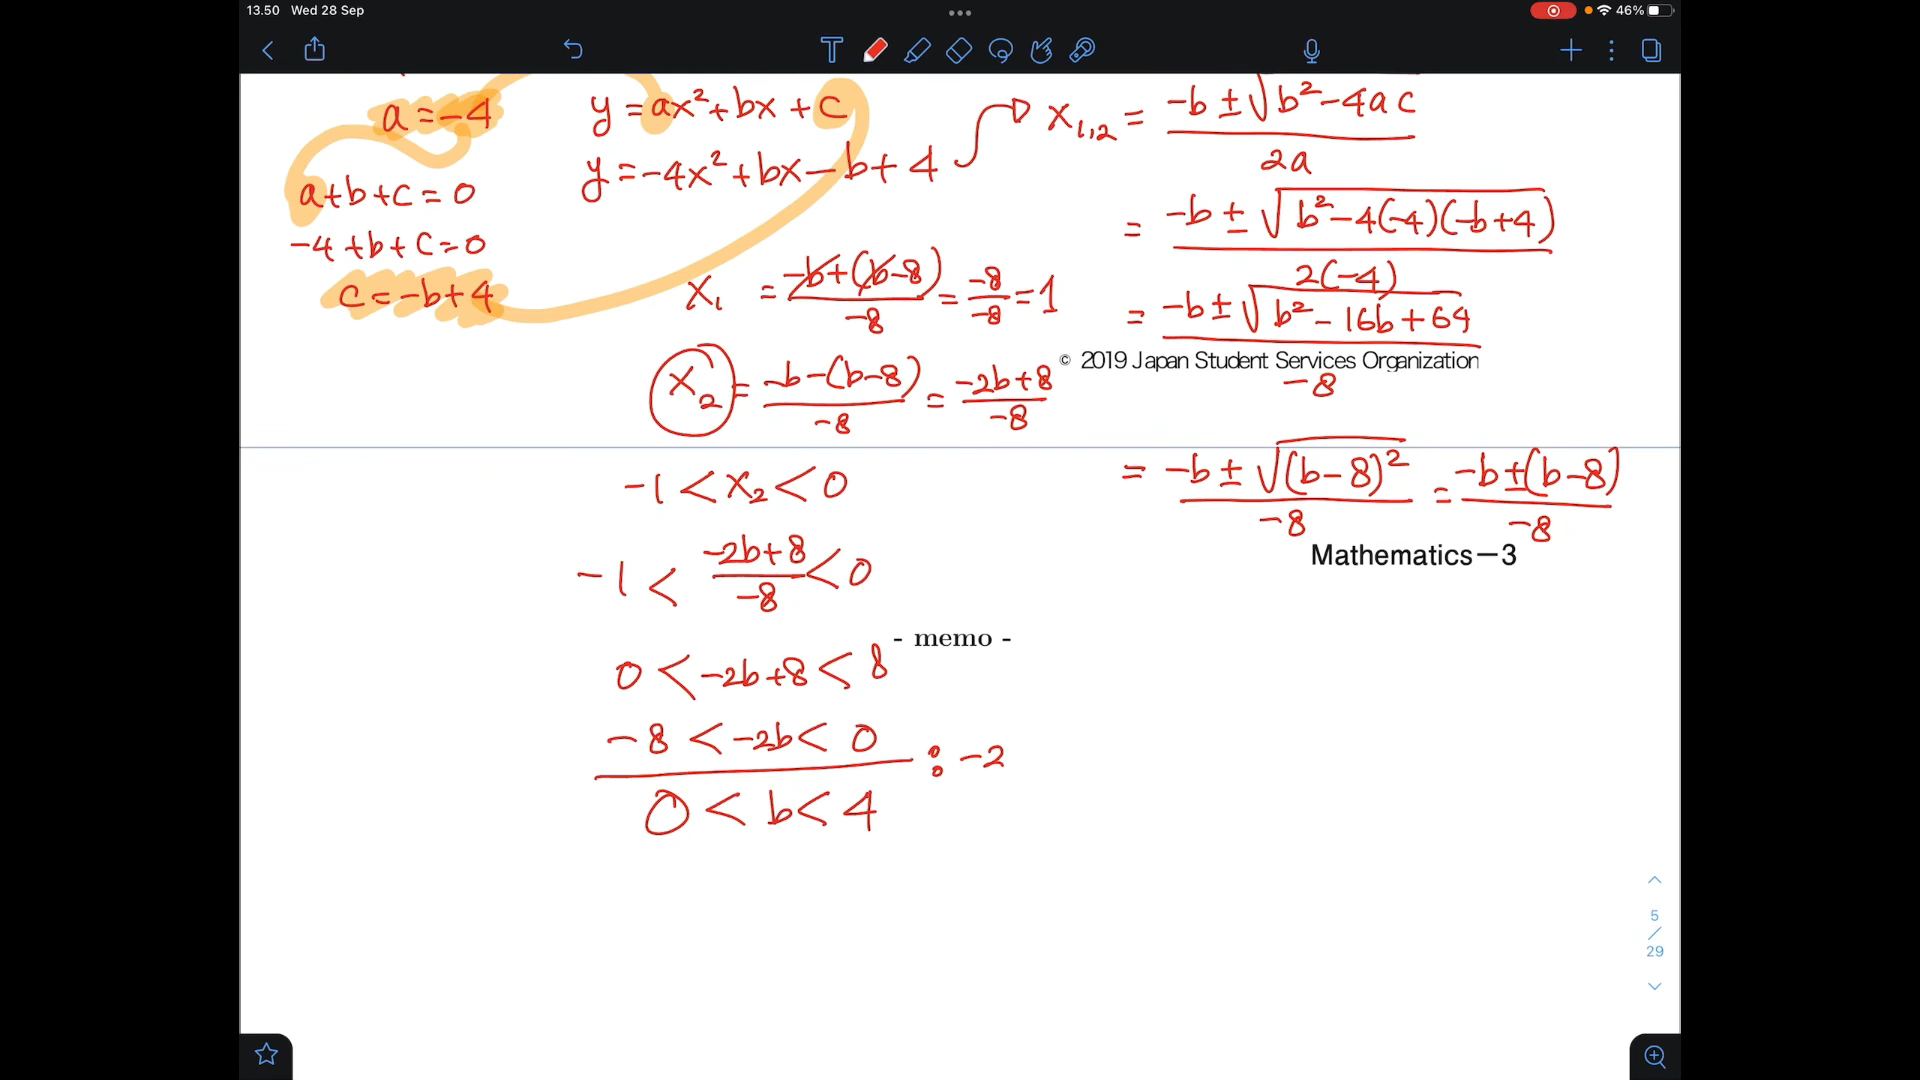 13.50 Wed 28 Sep
46%
a = -4
a+b+c = 0
-4+b+c=0
c = -b+4
y = ax²+bx+c
y = -4x²+bx-b+4
x₁ = -b+(b-8) / -8 = -8/-8 = 1
x₂ = -b-(b-8) / -8 = -2b+8 / -8
-1 < x₂ < 0
-1 < -2b+8 / -8 < 0
0 < -2b+8 < 8
-8 < -2b < 0 : -2
0 < b < 4
x₁,₂ = -b ± √b²-4ac / 2a
= -b ± √b²-4(-4)(-b+4) / 2(-4)
= -b ± √b²-16b+64 / -8
© 2019 Japan Student Services Organization
= -b ± √(b-8)² / -8 = -b±(b-8) / -8
Mathematics－3
- memo -
5
/
29